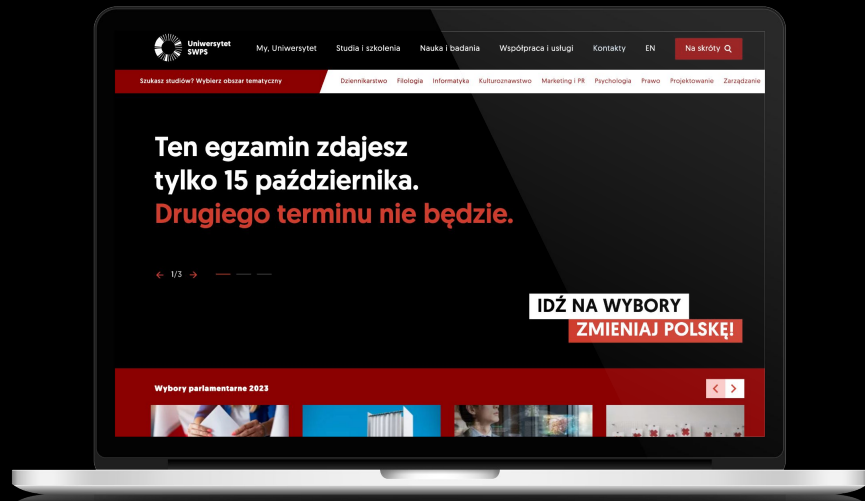 Uniwersytet
SWPS
My, Uniwersytet
Studia i szkolenia
Nauka i badania
Współpraca i usługi
Kontakty
EN
Na skróty
Szukasz studiów? Wybierz obszar tematyczny
Dziennikarstwo
Filologia
Informatyka
Kulturoznawstwo
Marketing i PR
Psychologia
Prawo
Projektowanie
Zarządzanie
Ten egzamin zdajesz
tylko 15 października.
Drugiego terminu nie będzie.
1/3
IDŹ NA WYBORY
ZMIENIAJ POLSKĘ!
Wybory parlamentarne 2023